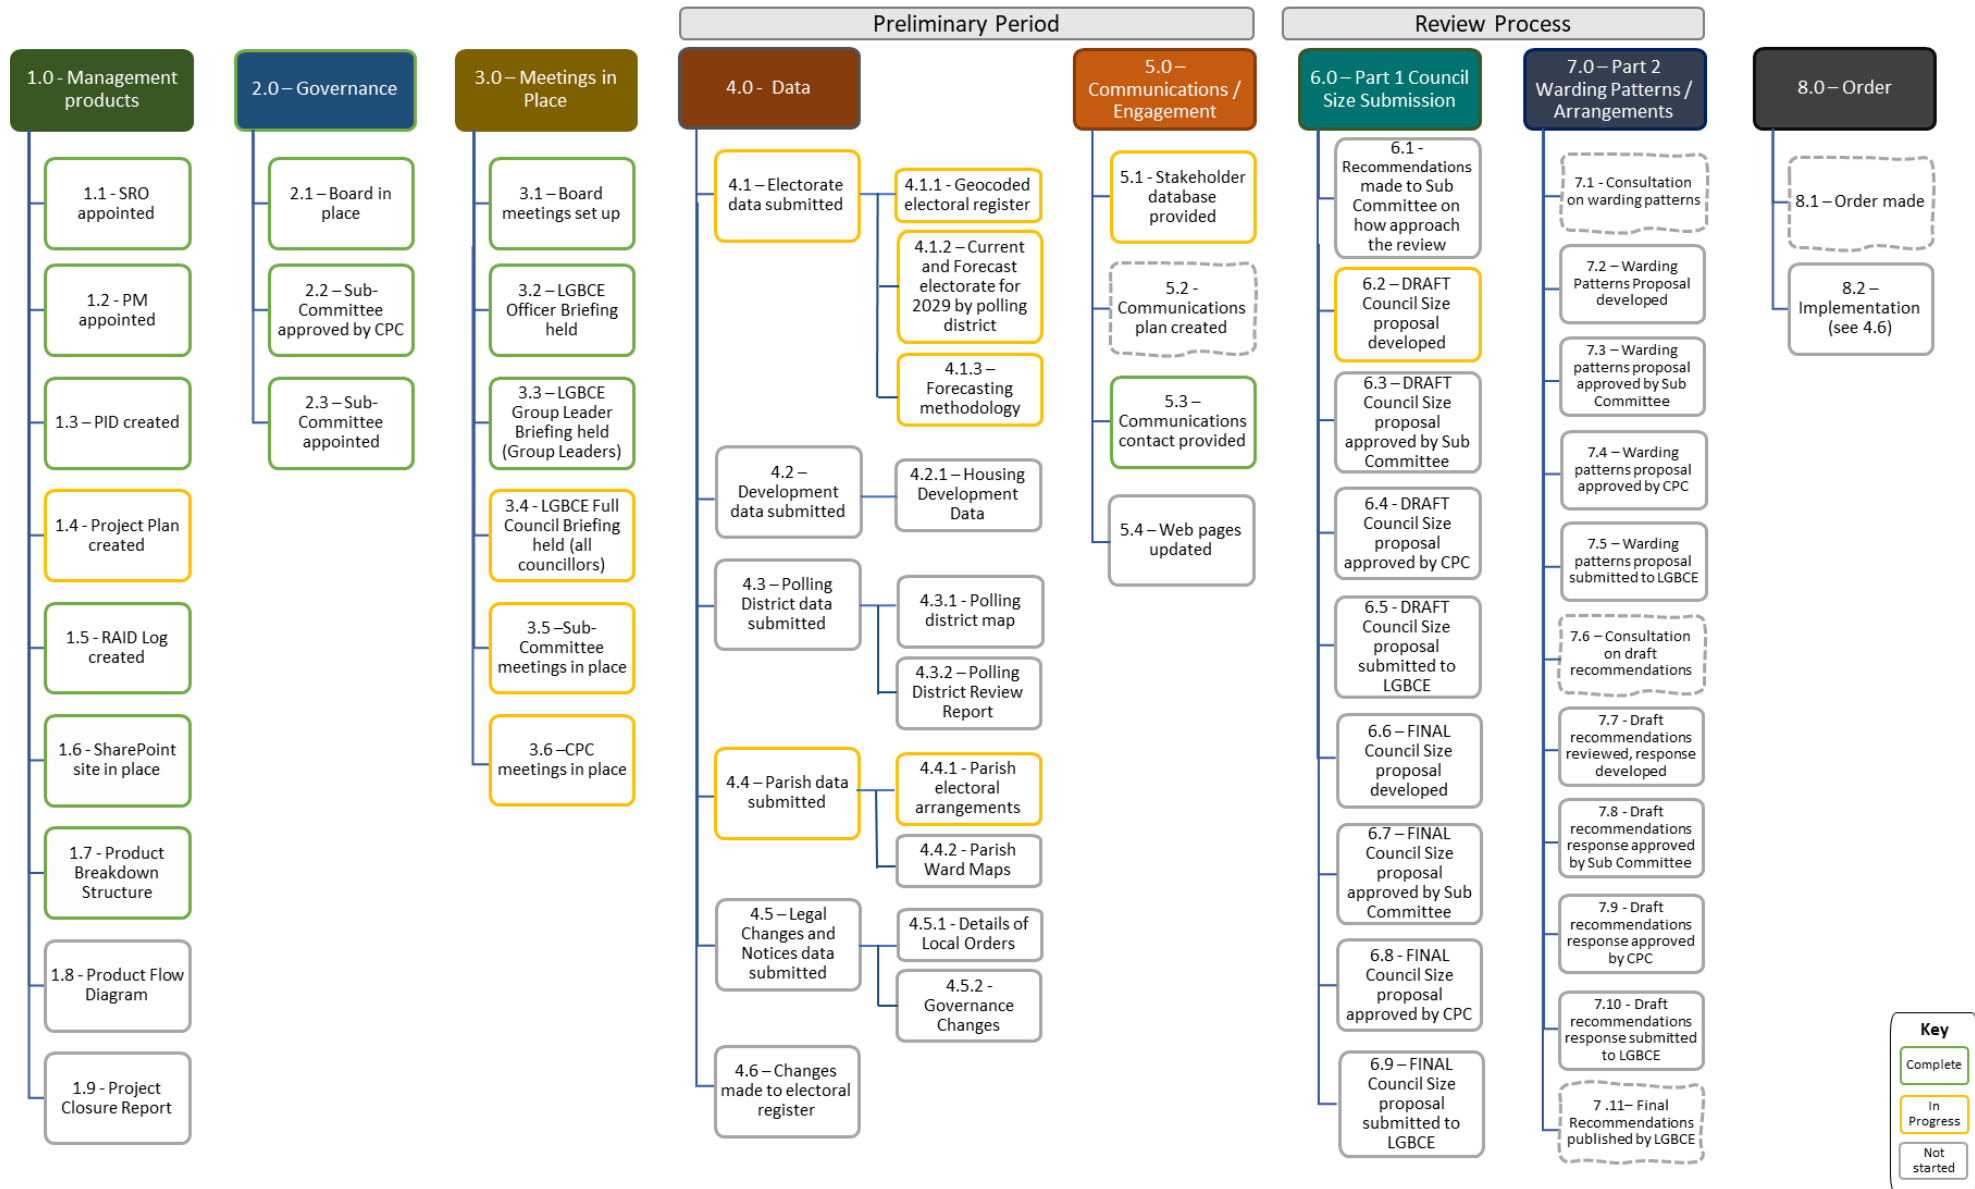 Preliminary Period
Review Process
1.0 - Management
products
1.1 - SRO
appointed
1.2 - PM
appointed
1.3 – PID created
1.4 - Project Plan
created
1.5 - RAID Log
created
1.6 - SharePoint
site in place
1.7 - Product
Breakdown
Structure
1.8 - Product Flow
Diagram
1.9 - Project
Closure Report
2.0 – Governance
2.1 – Board in
place
2.2 – Sub-
Committee
approved by CPC
2.3 – Sub-
Committee
appointed
3.0 – Meetings in
Place
3.1 – Board
meetings set up
3.2 – LGBCE
Officer Briefing
held
3.3 – LGBCE
Group Leader
Briefing held
(Group Leaders)
3.4 - LGBCE Full
Council Briefing
held (all
councillors)
3.5 –Sub-
Committee
meetings in place
3.6 –CPC
meetings in place
4.0 - Data
4.1 – Electorate
data submitted
4.1.1 - Geocoded
electoral register
4.1.2 – Current
and Forecast
electorate for
2029 by polling
district
4.1.3 –
Forecasting
methodology
4.2 –
Development
data submitted
4.2.1 – Housing
Development
Data
4.3 – Polling
District data
submitted
4.3.1 - Polling
district map
4.3.2 – Polling
District Review
Report
4.4 – Parish data
submitted
4.4.1 - Parish
electoral
arrangements
4.4.2 - Parish
Ward Maps
4.5 – Legal
Changes and
Notices data
submitted
4.5.1 - Details of
Local Orders
4.5.2 -
Governance
Changes
4.6 – Changes
made to electoral
register
5.0 –
Communications /
Engagement
5.1 - Stakeholder
database
provided
5.2 -
Communications
plan created
5.3 –
Communications
contact provided
5.4 – Web pages
updated
6.0 – Part 1 Council
Size Submission
6.1 -
Recommendations
made to Sub
Committee on
how approach
the review
6.2 – DRAFT
Council Size
proposal
developed
6.3 – DRAFT
Council Size
proposal
approved by Sub
Committee
6.4 - DRAFT
Council Size
proposal
approved by CPC
6.5 - DRAFT
Council Size
proposal
submitted to
LGBCE
6.6 – FINAL
Council Size
proposal
developed
6.7 – FINAL
Council Size
proposal
approved by Sub
Committee
6.8 - FINAL
Council Size
proposal
approved by CPC
6.9 – FINAL
Council Size
proposal
submitted to
LGBCE
7.0 – Part 2
Warding Patterns /
Arrangements
7.1 - Consultation
on warding patterns
7.2 – Warding
Patterns Proposal
developed
7.3 – Warding
patterns proposal
approved by Sub
Committee
7.4 – Warding
patterns proposal
approved by CPC
7.5 – Warding
patterns proposal
submitted to LGBCE
7.6 – Consultation
on draft
recommendations
7.7 - Draft
recommendations
reviewed, response
developed
7.8 - Draft
recommendations
response approved
by Sub Committee
7.9 – Draft
recommendations
response approved
by CPC
7.10 - Draft
recommendations
response submitted
to LGBCE
7 .11– Final
Recommendations
published by LGBCE
8.0 – Order
8.1 – Order made
8.2 –
Implementation
(see 4.6)
Key
Complete
In
Progress
Not
started